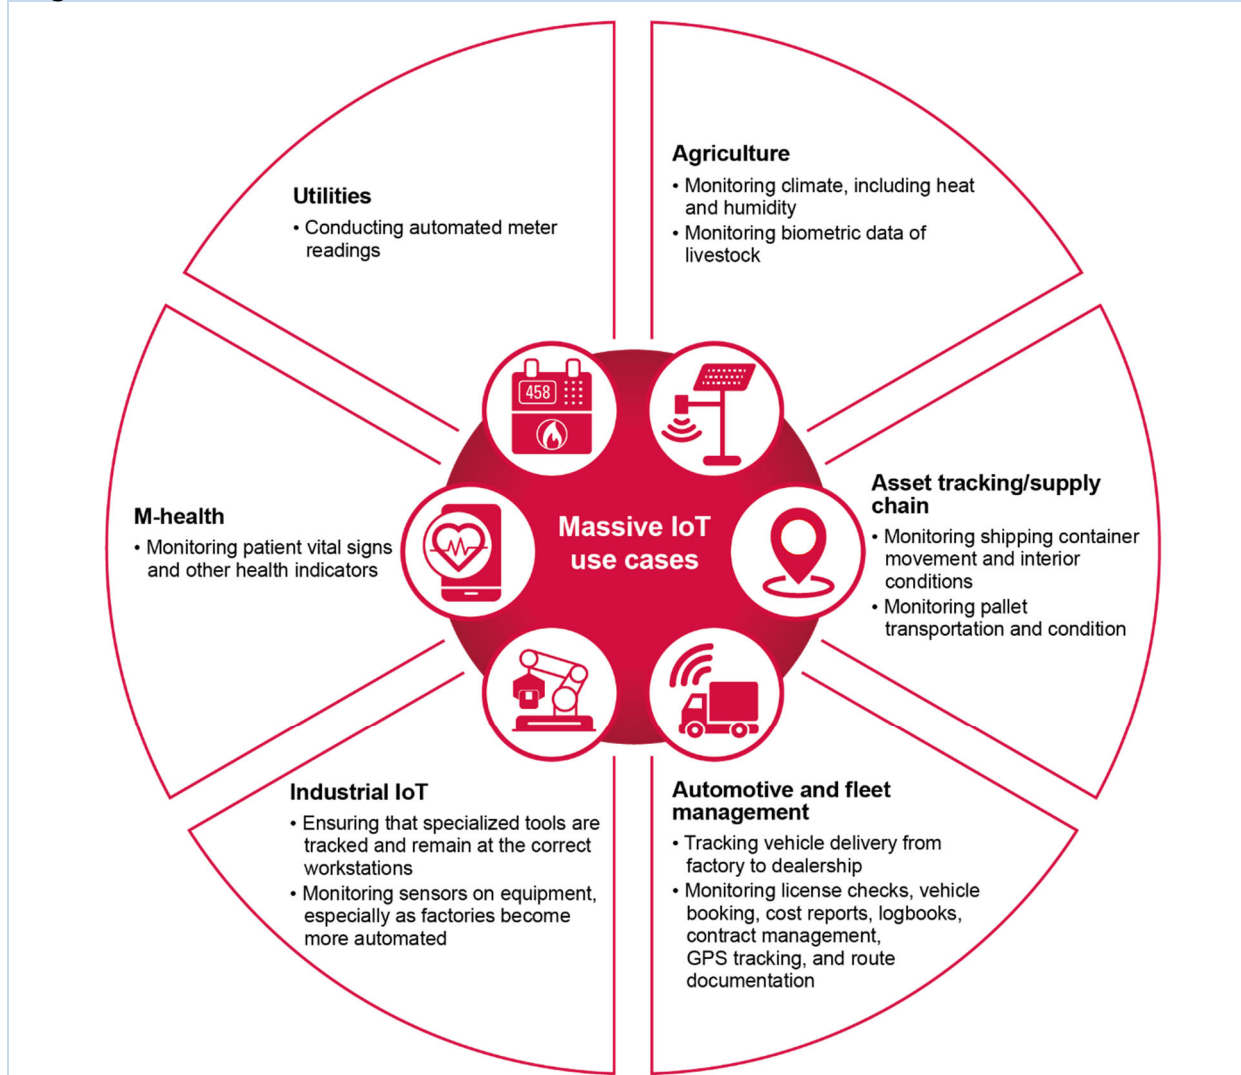 Utilities
• Conducting automated meter
readings
Agriculture
• Monitoring climate, including heat
and humidity
• Monitoring biometric data of
livestock
458
Massive IoT
use cases
M-health
• Monitoring patient vital signs
and other health indicators
Asset tracking/supply
chain
• Monitoring shipping container
movement and interior
conditions
• Monitoring pallet
transportation and condition
Industrial IoT
• Ensuring that specialized tools are
tracked and remain at the correct
workstations
• Monitoring sensors on equipment,
especially as factories become
more automated
Automotive and fleet
management
• Tracking vehicle delivery from
factory to dealership
• Monitoring license checks, vehicle
booking, cost reports, logbooks,
contract management,
GPS tracking, and route
documentation